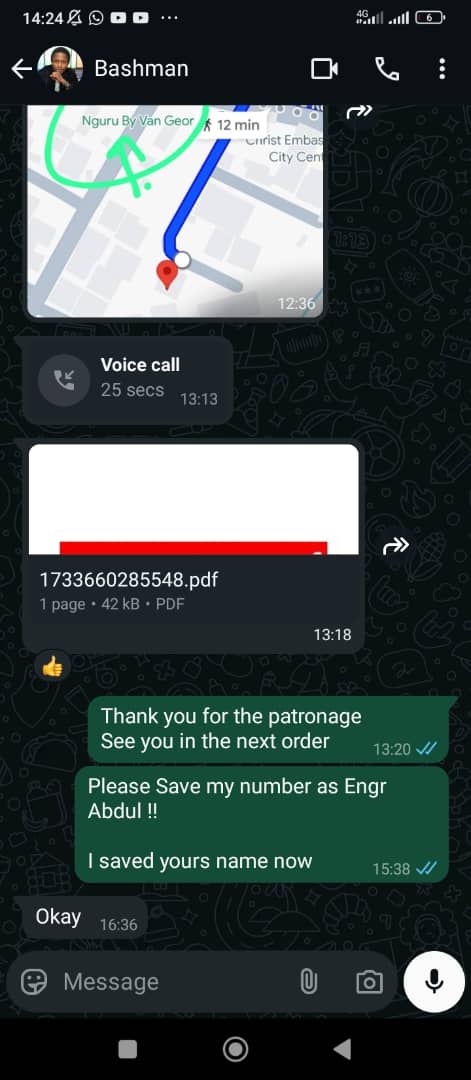 14:24
4G
6
Bashman
Nguru By Van Geor
12 min
Christ Embas
City Cent
12:36
Voice call
25 secs
13:13
1733660285548.pdf
1 page • 42 kB • PDF
13:18
Thank you for the patronage
See you in the next order
13:20
Please Save my number as Engr
Abdul !!
I saved yours name now
15:38
Okay
16:36
Message